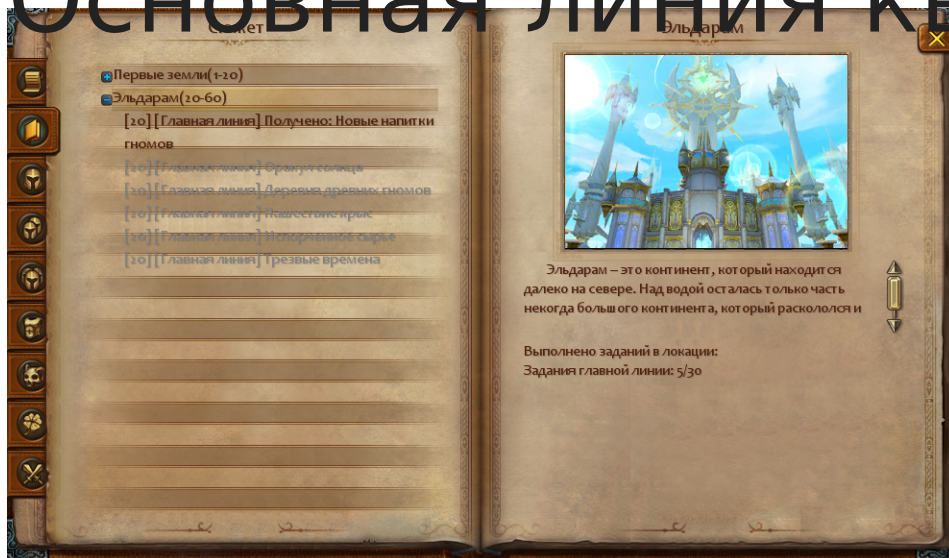 Основная линия кв
Сюжет
Первые земли(1-20)
Эльдарам(20-60)
[20] [Главная линия] Получено: Новые напитки
гномов
[20] [Главная линия] Оракул солнца
[20] [Главная линия] Деревня древних гномов
[20] [Главная линия] Нашествие крыс
[20] [Главная линия] Испорченное сырье
[20] [Главная линия] Трезвые времена
Эльдарам
Эльдарам – это континент, который находится
далеко на севере. Над водой осталась только часть
некогда большого континента, который раскололся и
Выполнено заданий в локации:
Задания главной линии: 5/30